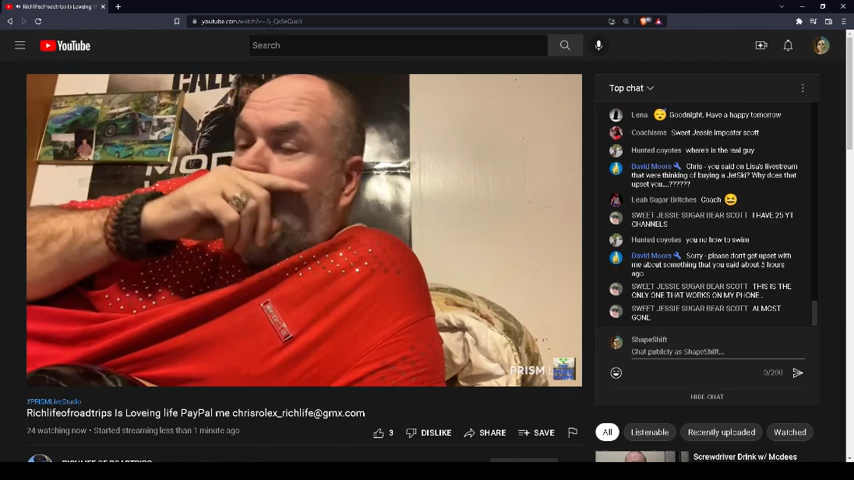 Richlifeofroadtrips Is Loveing li
YouTube
Search
CALL
MOD
PRISM LIVE
Top chat
Lena Goodnight. Have a happy tomorrow
Coachisms Sweet Jessie imposter scott
Hunted coyotes where's is the real guy
David Moors Chris - you said on Lisa's livestream
that were thinking of buying a JetSki? Why does that
upset you....??????
Leah Sugar Britches Coach
SWEET JESSIE SUGAR BEAR SCOTT I HAVE 25 YT
CHANNELS
Hunted coyotes you no how to swim
David Moors Sorry - please don't get upset with
me about something that you said about 5 hours
ago
SWEET JESSIE SUGAR BEAR SCOTT THIS IS THE
ONLY ONE THAT WORKS ON MY PHONE .
SWEET JESSIE SUGAR BEAR SCOTT ALMOST
GONE
ShapeShift
Chat publicly as ShapeShift...
0/200
HIDE CHAT
#PRISMLiveStudio
Richlifeofroadtrips Is Loveing life PayPal me chrisrolex_richlife@gmx.com
24 watching now • Started streaming less than 1 minute ago
3
DISLIKE
SHARE
SAVE
All
Listenable
Recently uploaded
Watched
Screwdriver Drink w/ Mcdees